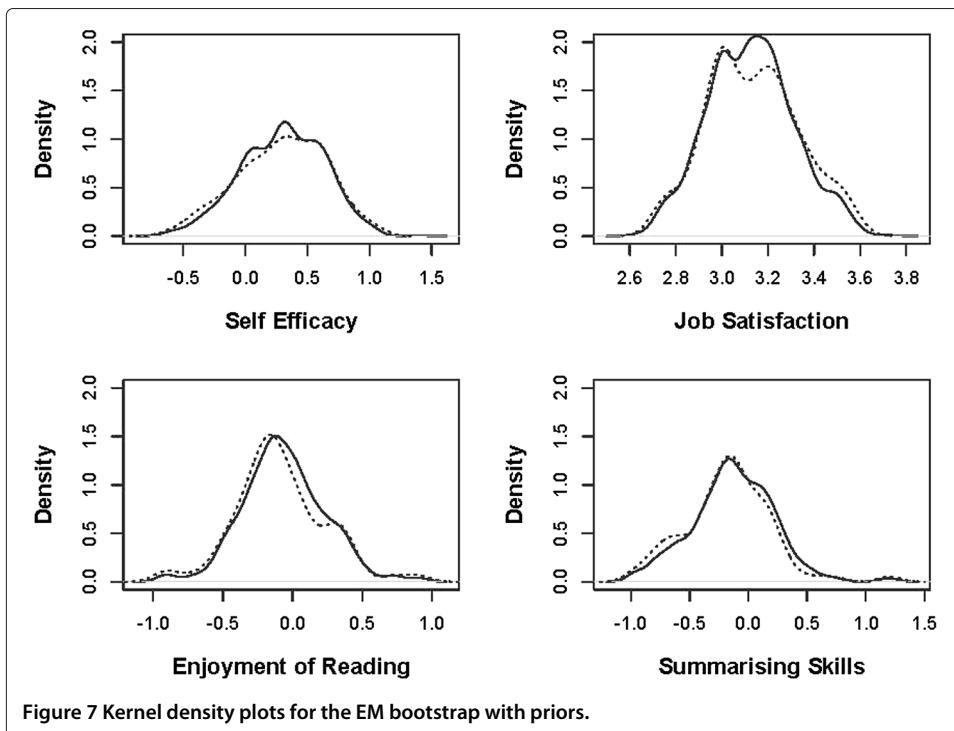 2.0
1.5
1.0
0.5
0.0
Density
-0.5 0.0 0.5 1.0 1.5
Self Efficacy
2.0
1.5
1.0
0.5
0.0
Density
2.6 2.8 3.0 3.2 3.4 3.6 3.8
Job Satisfaction
2.0
1.5
1.0
0.5
0.0
Density
-1.0 -0.5 0.0 0.5 1.0
Enjoyment of Reading
2.0
1.5
1.0
0.5
0.0
Density
-1.0 -0.5 0.0 0.5 1.0 1.5
Summarising Skills
Figure 7 Kernel density plots for the EM bootstrap with priors.